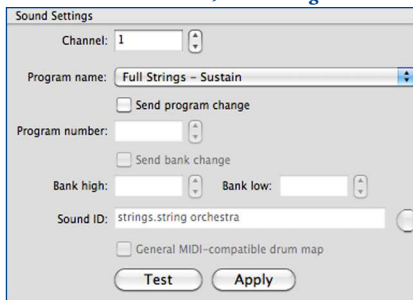 Sound Settings
Channel: 1
Program name: Full Strings – Sustain
Send program change
Program number:
Send bank change
Bank high: Bank low:
Sound ID: strings.string orchestra
General MIDI-compatible drum map
Test Apply